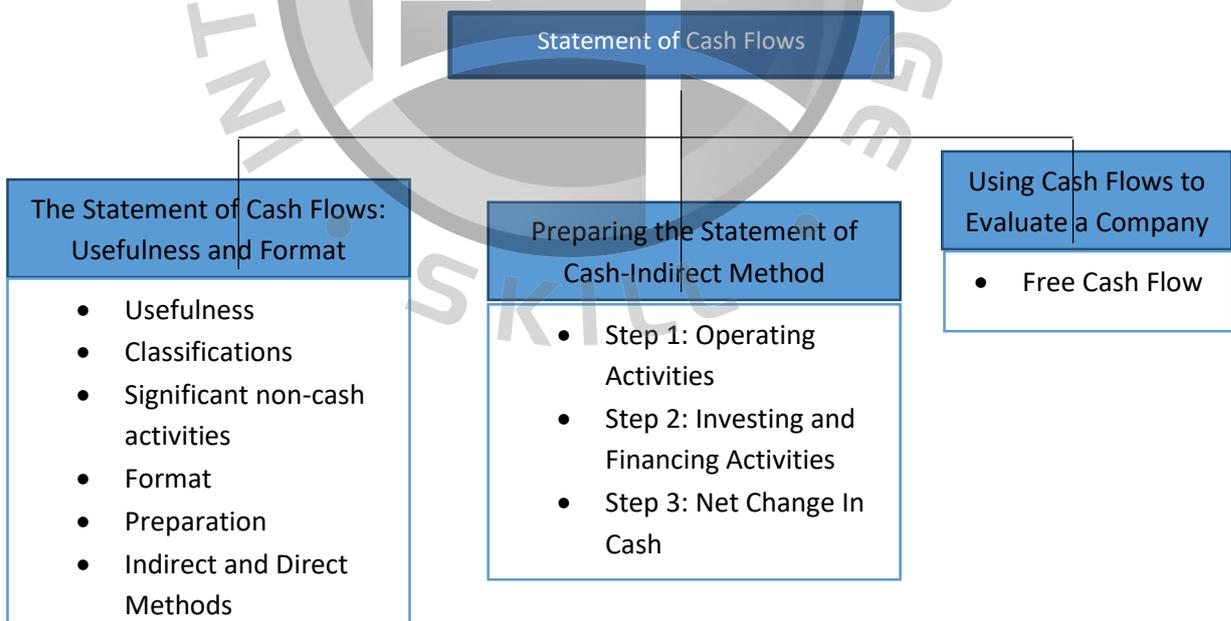 Statement of Cash Flows
The Statement of Cash Flows:
Usefulness and Format
• Usefulness
• Classifications
• Significant non-cash
activities
• Format
• Preparation
• Indirect and Direct
Methods
Preparing the Statement of
Cash-Indirect Method
• Step 1: Operating
Activities
• Step 2: Investing and
Financing Activities
• Step 3: Net Change In
Cash
Using Cash Flows to
Evaluate a Company
• Free Cash Flow
SKILL